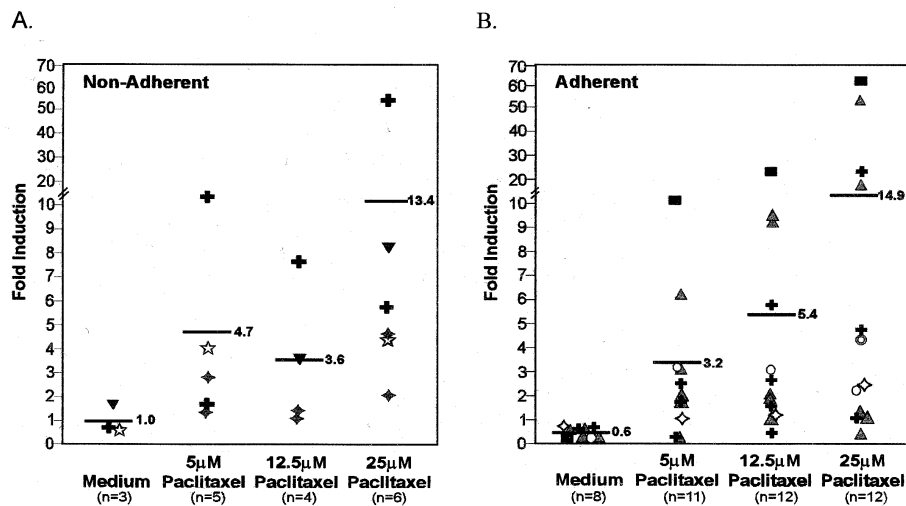 A.
Non-Adherent
Fold Induction
70
60
50
40
30
20
10
9
8
7
6
5
4
3
2
1
0
1.0
4.7
3.6
13.4
Medium
(n=3)
5µM
Paclitaxel
(n=5)
12.5µM
Paclitaxel
(n=4)
25µM
Paclitaxel
(n=6)
B.
Adherent
Fold Induction
70
60
50
40
30
20
10
9
8
7
6
5
4
3
2
1
0
0.6
3.2
5.4
14.9
Medium
(n=8)
5µM
Paclitaxel
(n=11)
12.5µM
Paclitaxel
(n=12)
25µM
Paclitaxel
(n=12)